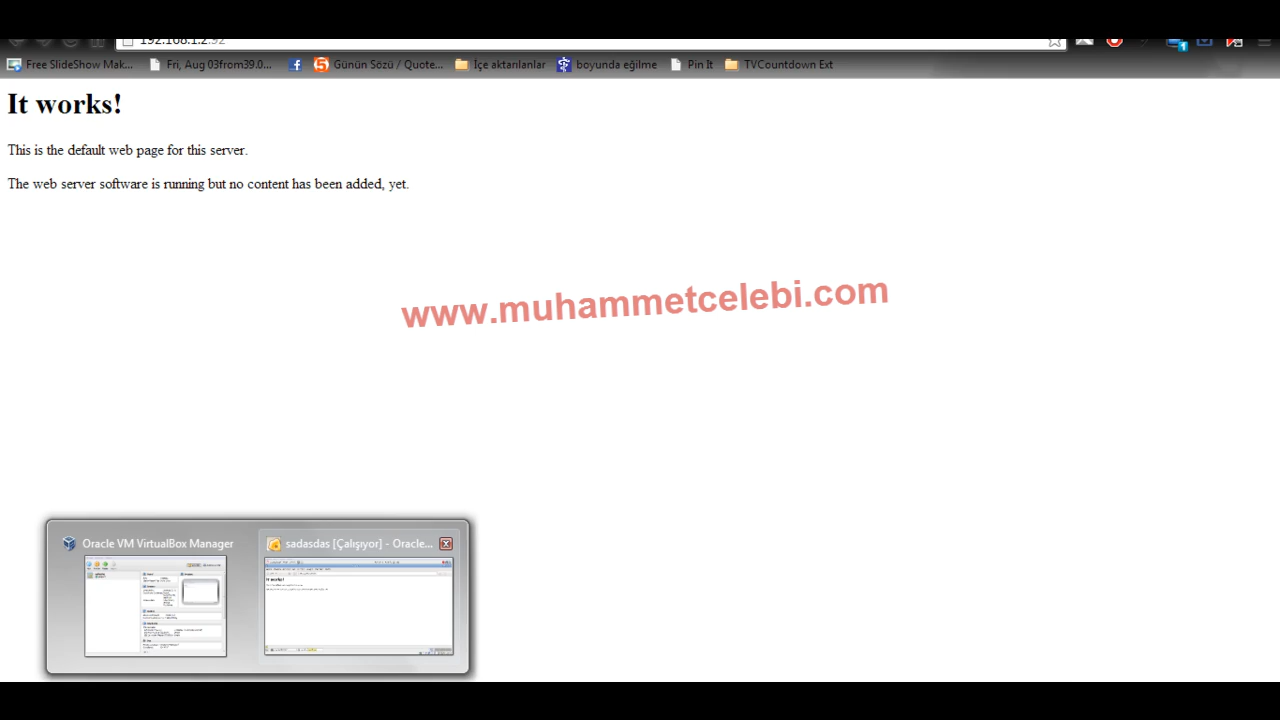 192.168.1.2:92
Free SlideShow Mak... Fri, Aug 03from39.0... Günün Sözü / Quote... İçe aktarılanlar boyunda eğilme Pin It TVCountdown Ext
It works!
This is the default web page for this server.
The web server software is running but no content has been added, yet.
www.muhammetcelebi.com
Oracle VM VirtualBox Manager sadasdas [Çalışıyor] - Oracle...
It works!